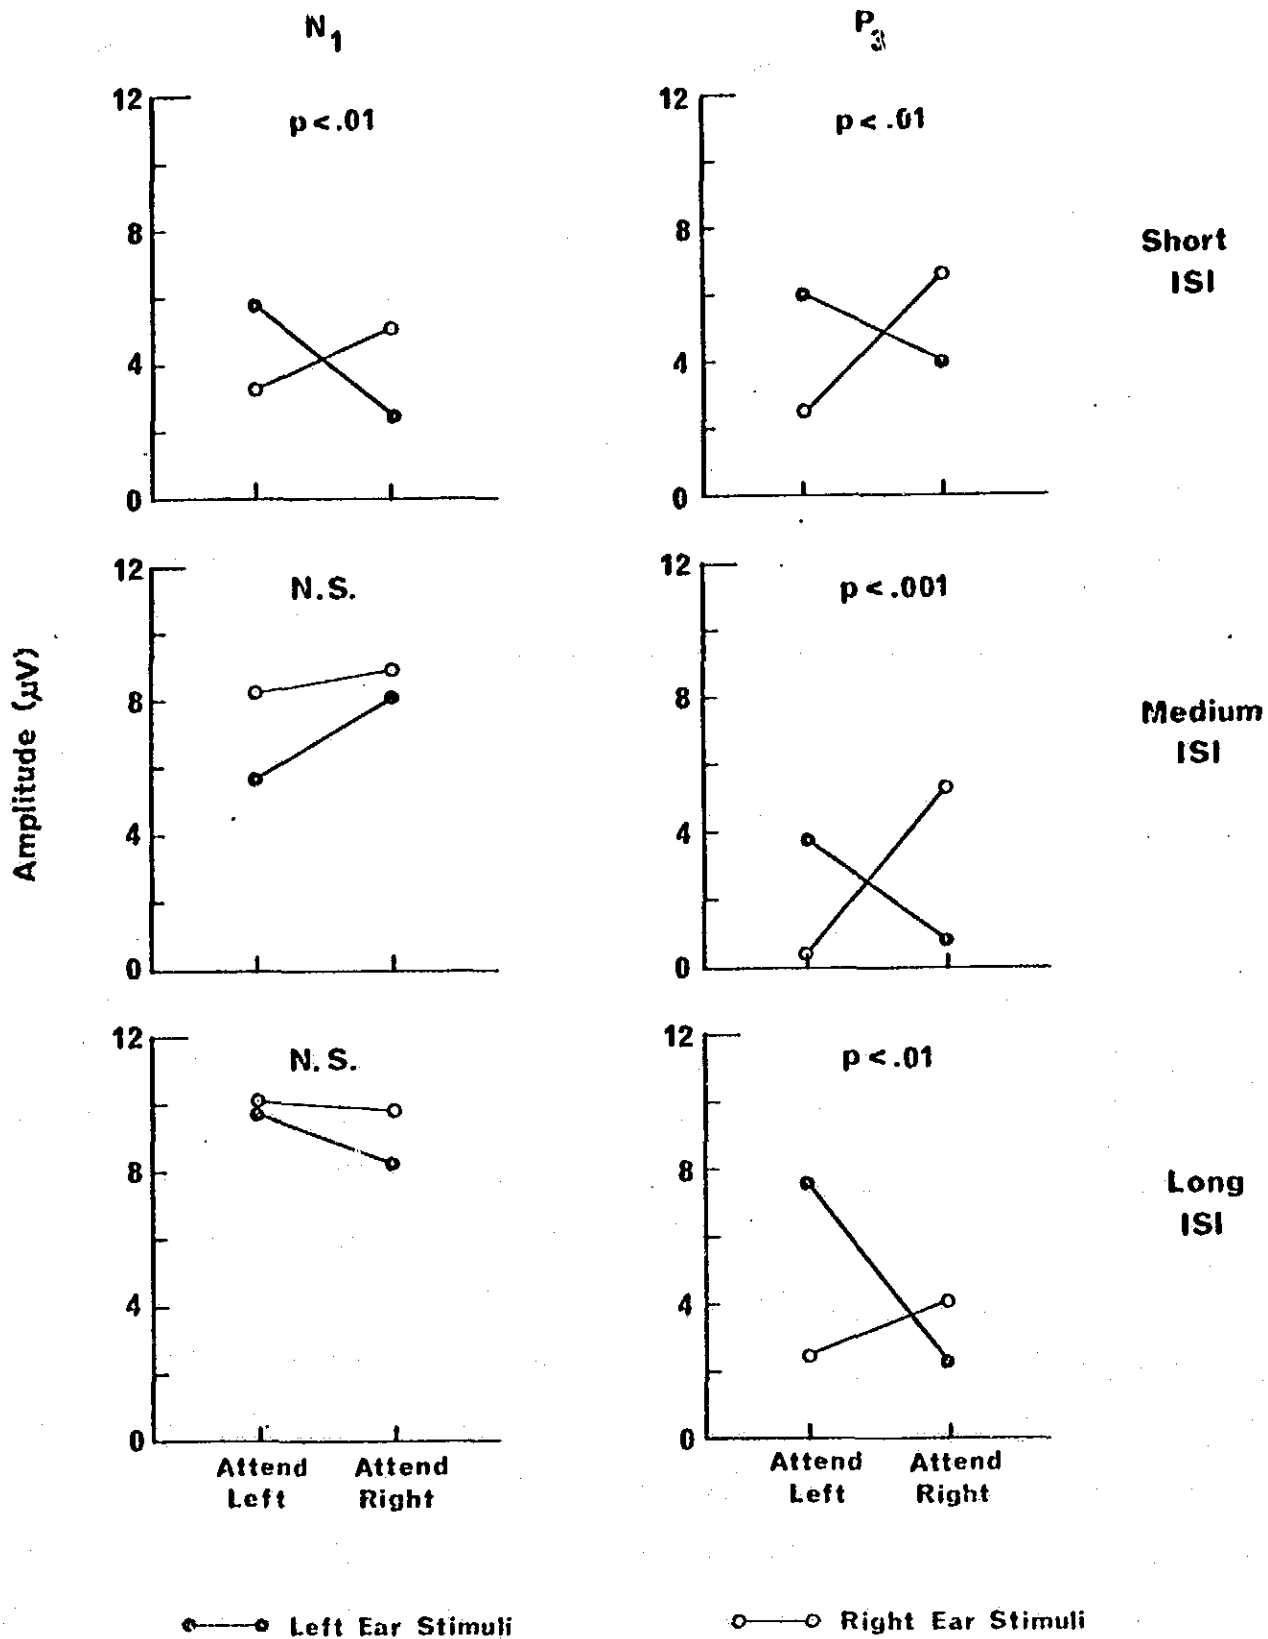 N1
P3
12
p<.01
8
4
0
12
p<.01
8
4
0
Short
ISI
Amplitude (µV)
12
N.S.
8
4
0
12
p<.001
8
4
0
Medium
ISI
12
N.S.
8
4
0
Attend
Left
Attend
Right
12
p<.01
8
4
0
Attend
Left
Attend
Right
Long
ISI
Left Ear Stimuli
Right Ear Stimuli